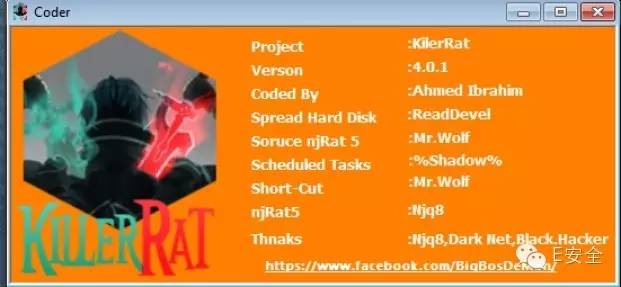 Coder
Project :KilerRat
Verson :4.0.1
Coded By :Ahmed Ibrahim
Spread Hard Disk :ReadDevel
Soruce njRat 5 :Mr.Wolf
Scheduled Tasks :%Shadow%
Short-Cut :Mr.Wolf
njRat5 :Njq8
Thnaks :Njq8,Dark Net,Black.Hacker
KILLERRAT
E安全